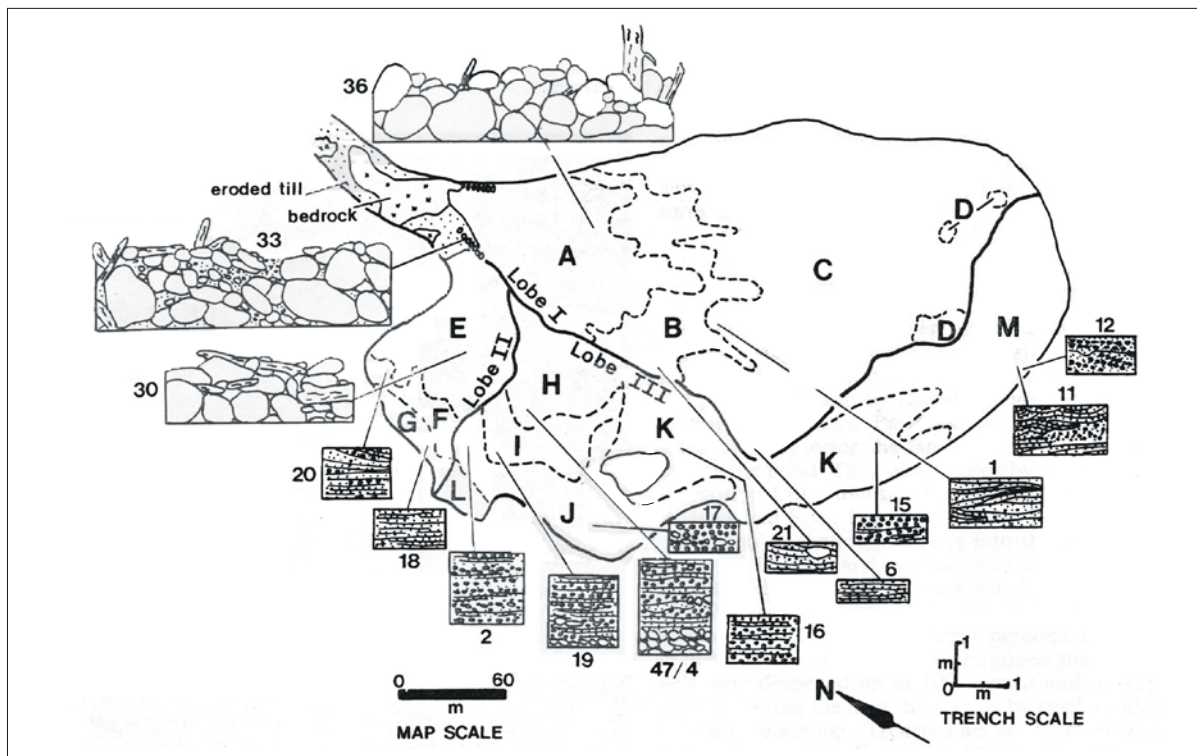 36
eroded till
bedrock
33
A
C
D
D
B
M
Lobe I
E
Lobe II
H
Lobe III
12
11
30
G
F
I
K
K
1
20
L
J
17
15
18
21
6
2
19
47/4
16
0 60
m
MAP SCALE
N
1
m
0 m 1
TRENCH SCALE